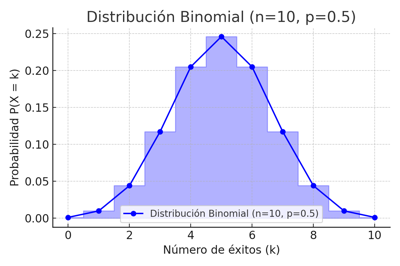 Distribución Binomial (n=10, p=0.5)
0.25
0.20
0.15
0.10
0.05
0.00
Probabilidad P(X = k)
Distribución Binomial (n=10, p=0.5)
0 2 4 6 8 10
Número de éxitos (k)